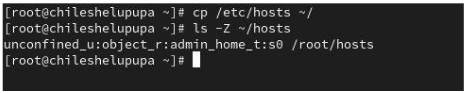 [root@chileshelupupa ~]# cp /etc/hosts ~/
[root@chileshelupupa ~]# ls -Z ~/hosts
unconfined_u:object_r:admin_home_t:s0 /root/hosts
[root@chileshelupupa ~]#